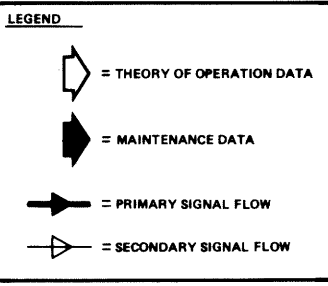 LEGEND
= THEORY OF OPERATION DATA
= MAINTENANCE DATA
= PRIMARY SIGNAL FLOW
= SECONDARY SIGNAL FLOW